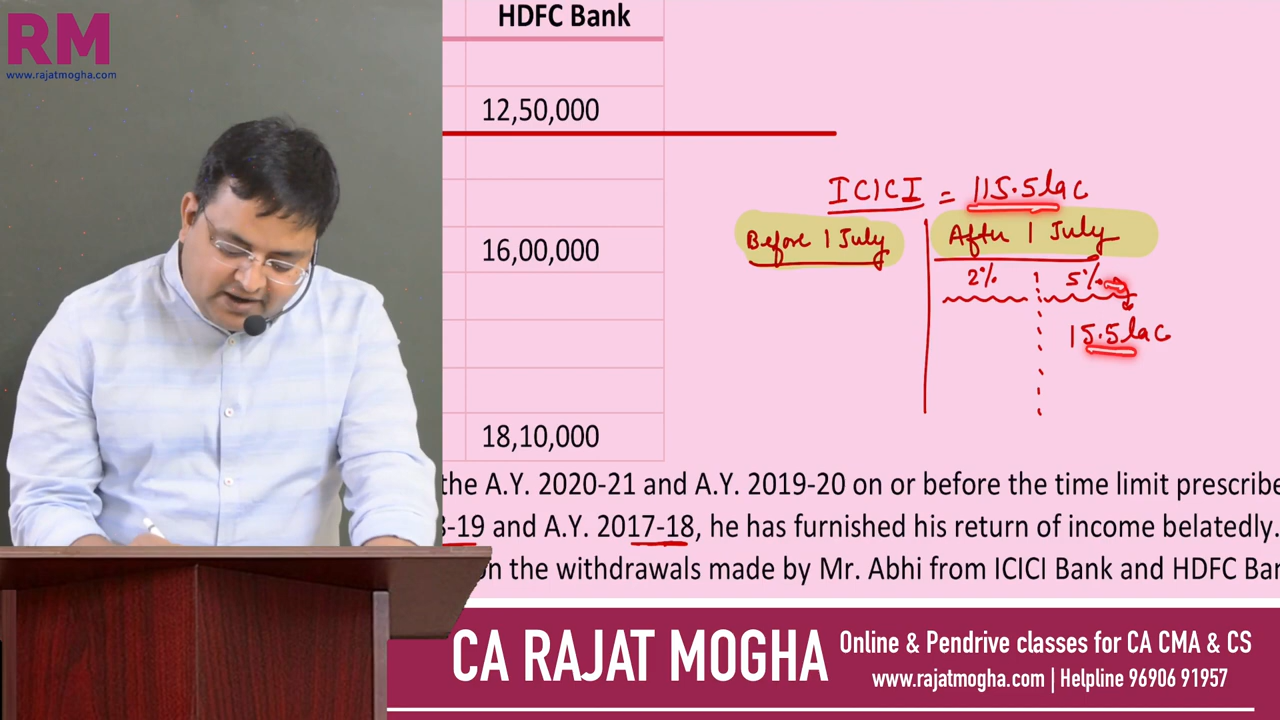 RM
www.rajatmogha.com
HDFC Bank
12,50,000
16,00,000
18,10,000
ICICI = 115.5 lac
Before 1 July
After 1 July
2%
5%
15.5 lac
the A.Y. 2020-21 and A.Y. 2019-20 on or before the time limit
-19 and A.Y. 2017-18, he has furnished his return of income belatedly.
on the withdrawals made by Mr. Abhi from ICICI Bank and HDFC
CA RAJAT MOGHA
Online & Pendrive classes for CA CMA & CS
www.rajatmogha.com | Helpline 96906 91957